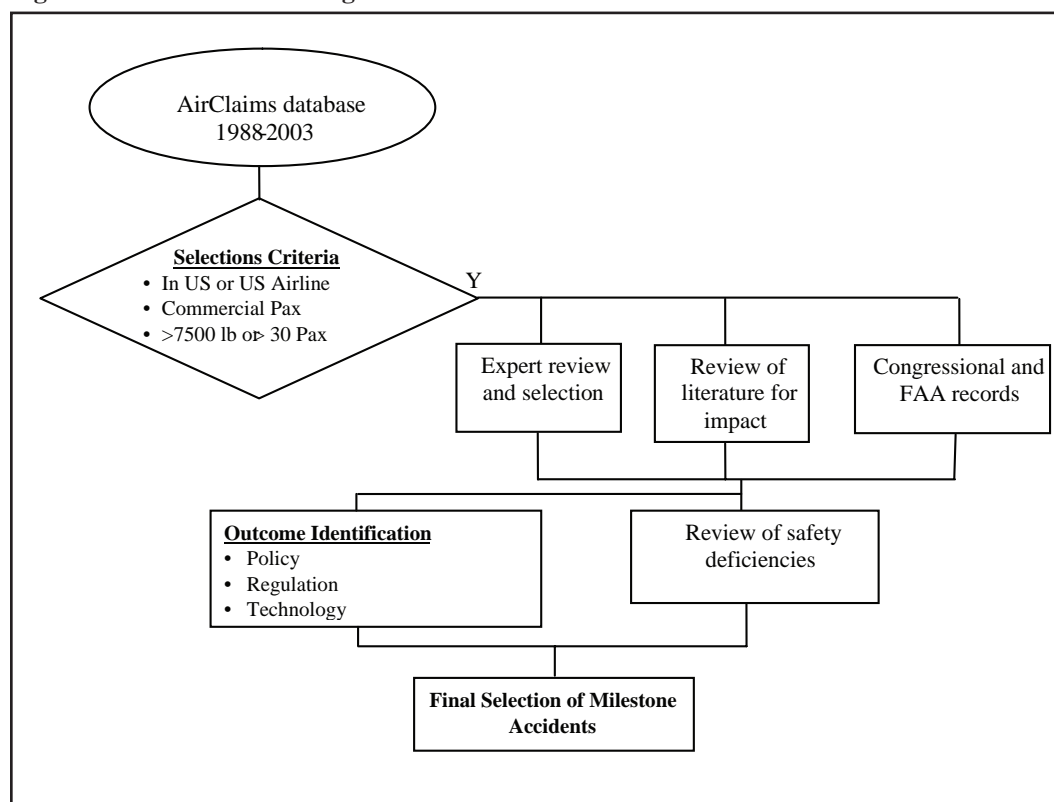 AirClaims database
1988-2003
Selections Criteria
• In US or US Airline
• Commercial Pax
• >7500 lb or> 30 Pax
Y
Expert review
and selection
Review of
literature for
impact
Congressional and
FAA records
Outcome Identification
• Policy
• Regulation
• Technology
Review of safety
deficiencies
Final Selection of Milestone
Accidents